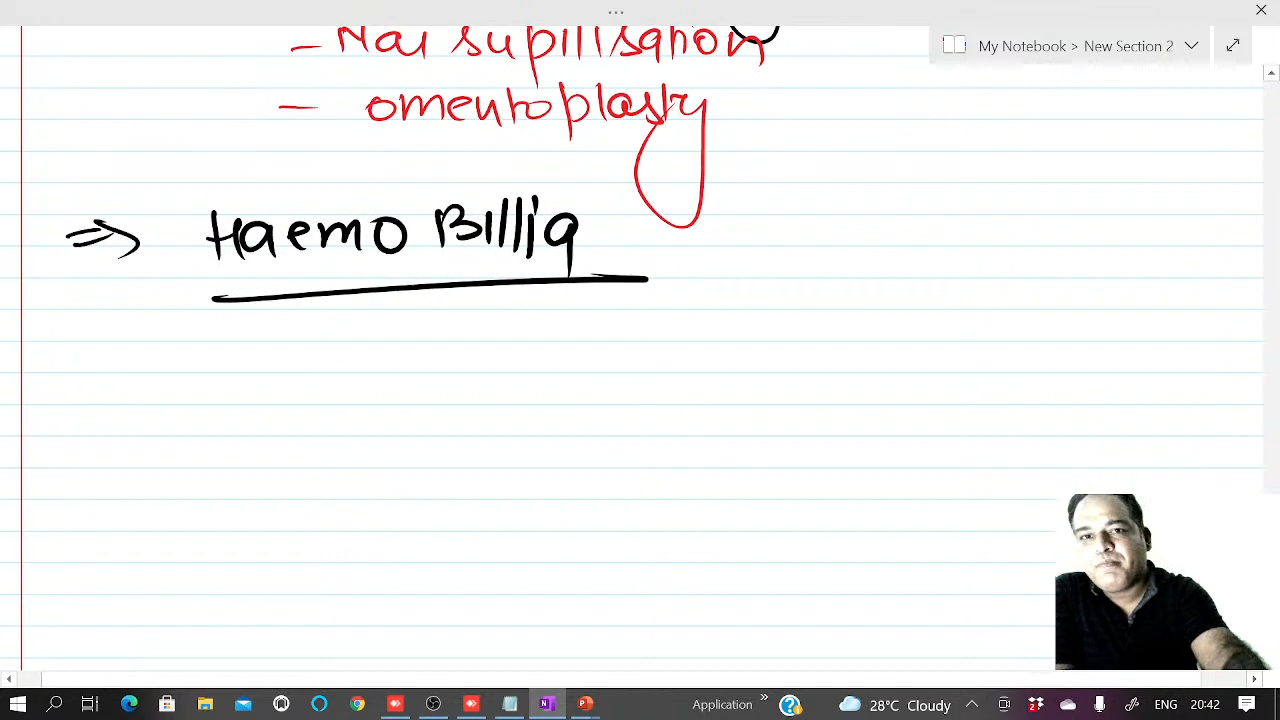 ...
My Notebook > New Section 2
- omentoplasty
⇒ Haemo Billia
Application
»
28°C Cloudy
ENG
20:42